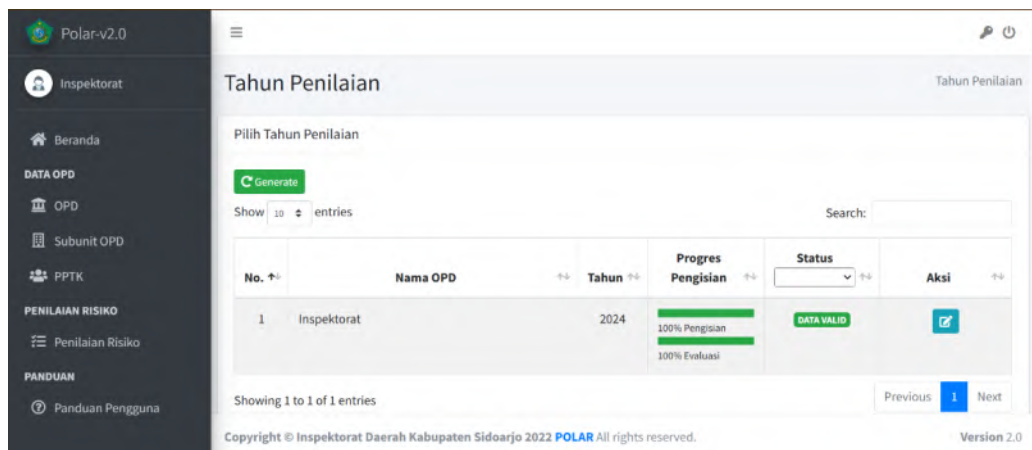 Polar-v2.0
Inspektorat
Beranda
DATA OPD
OPD
Subunit OPD
PPTK
PENILAIAN RISIKO
Penilaian Risiko
PANDUAN
Panduan Pengguna
Tahun Penilaian
Tahun Penilaian
Pilih Tahun Penilaian
Generate
Show 10 entries
Search:
No. Nama OPD Tahun Progres Pengisian Status Aksi
1 Inspektorat 2024 100% Pengisian DATA VALID
100% Evaluasi
Showing 1 to 1 of 1 entries
Previous 1 Next
Copyright © Inspektorat Daerah Kabupaten Sidoarjo 2022 POLAR All rights reserved.
Version 2.0